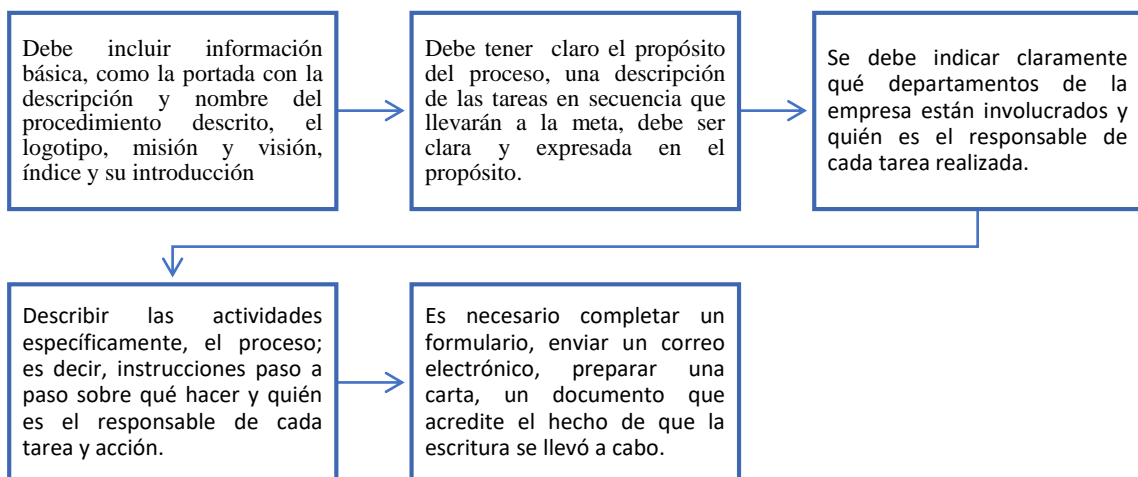 Debe incluir información
básica, como la portada con la
descripción y nombre del
procedimiento descrito, el
logotipo, misión y visión,
índice y su introducción
Debe tener claro el propósito
del proceso, una descripción
de las tareas en secuencia que
llevarán a la meta, debe ser
clara y expresada en el
propósito.
Se debe indicar claramente
qué departamentos de la
empresa están involucrados y
quién es el responsable de
cada tarea realizada.
Describir las actividades
específicamente, el proceso;
es decir, instrucciones paso a
paso sobre qué hacer y quién
es el responsable de cada
tarea y acción.
Es necesario completar un
formulario, enviar un correo
electrónico, preparar una
carta, un documento que
acredite el hecho de que la
escritura se llevó a cabo.